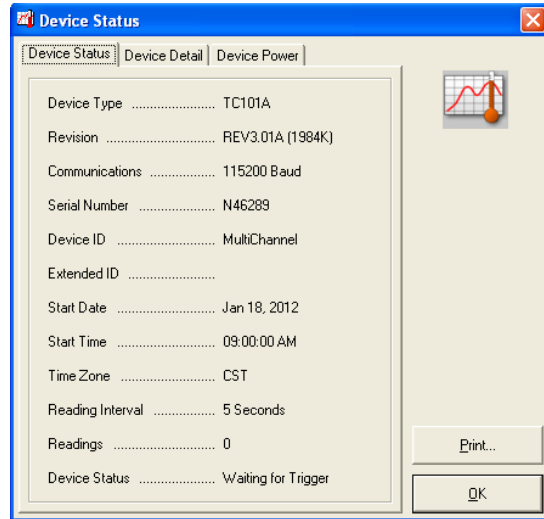 Device Status
Device Status Device Detail Device Power
Device Type ..................... TC101A
Revision ........................... REV3.01A (1984K)
Communications ................. 115200 Baud
Serial Number ................... N46289
Device ID ........................ MultiChannel
Extended ID .....................
Start Date ........................ Jan 18, 2012
Start Time ........................ 09:00:00 AM
Time Zone ........................ CST
Reading Interval ............... 5 Seconds
Readings ......................... 0
Device Status ................... Waiting for Trigger
Print...
OK